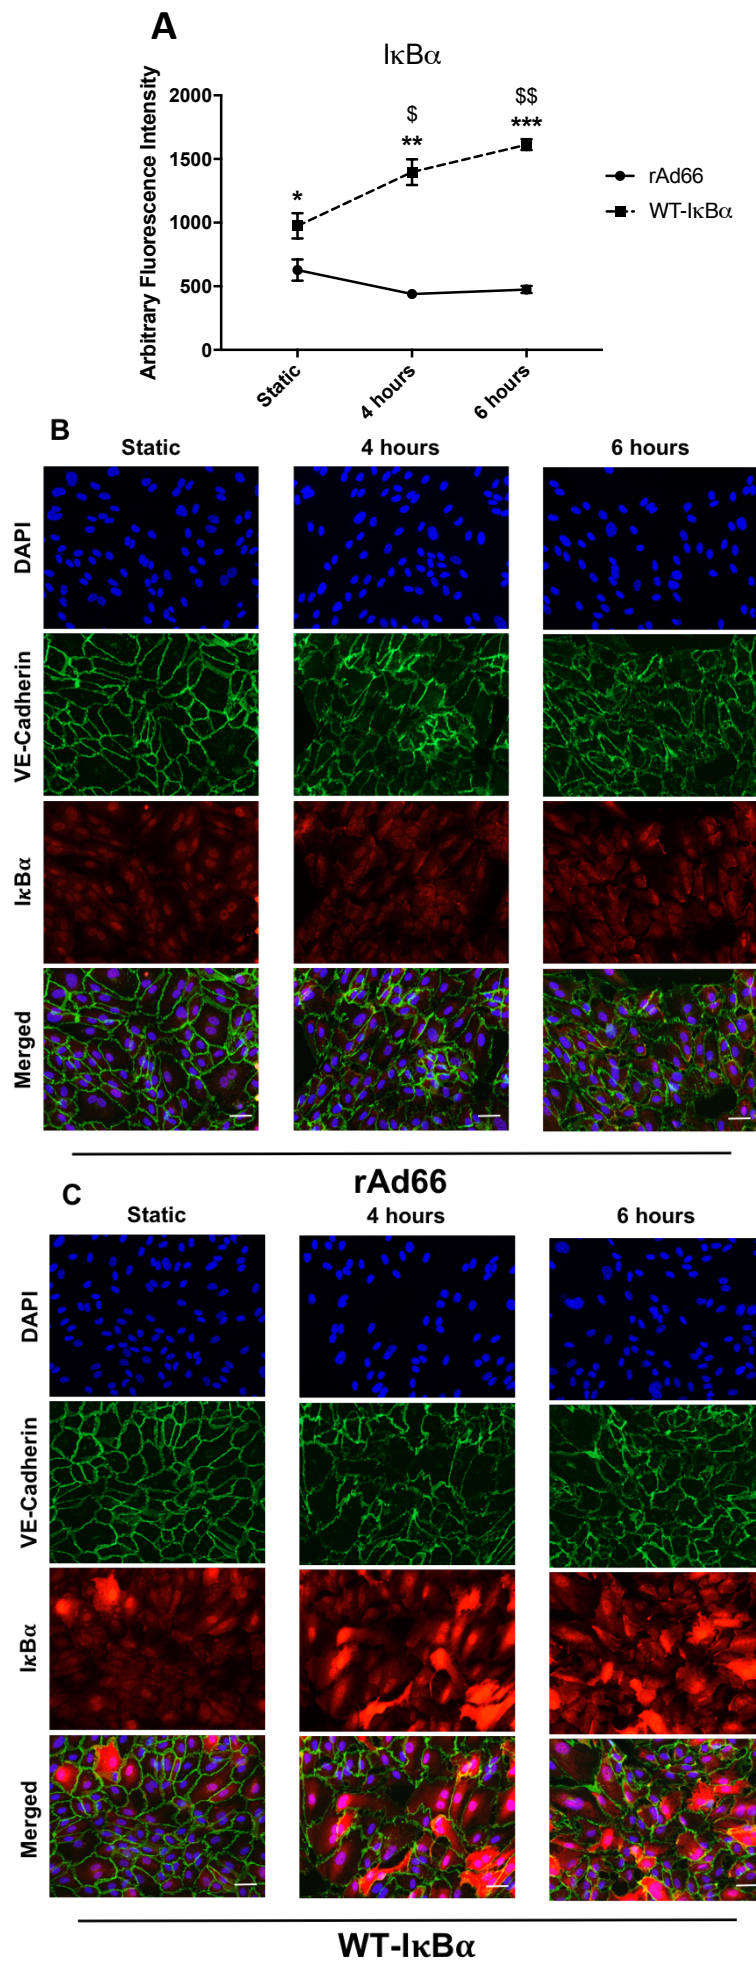 A
IκBα
Arbitrary Fluorescence Intensity
2000
1500
1000
500
0
*
$
**
$$
***
rAd66
WT-IκBα
Static
4 hours
6 hours
B
Static 4 hours 6 hours
DAPI
VE-Cadherin
IκBα
Merged
rAd66
C
Static 4 hours 6 hours
DAPI
VE-Cadherin
IκBα
Merged
WT-IκBα